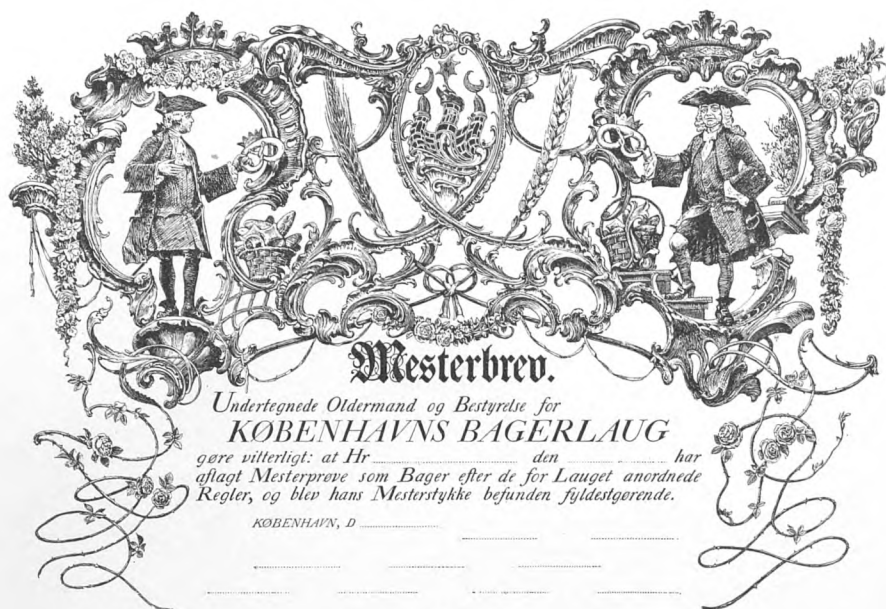 Mesterbrev.
Undertegnede Oldermand og Bestyrelse for
KØBENHAVNS BAGERLAUG
gøre vitterligt: at Hr ........................ den ................ har
aflagt Mesterprøve som Bager efter de for Lauget anordnede
Regler, og blev hans Mesterstykke befunden fyldestgørende.
KØBENHAVN, D ................